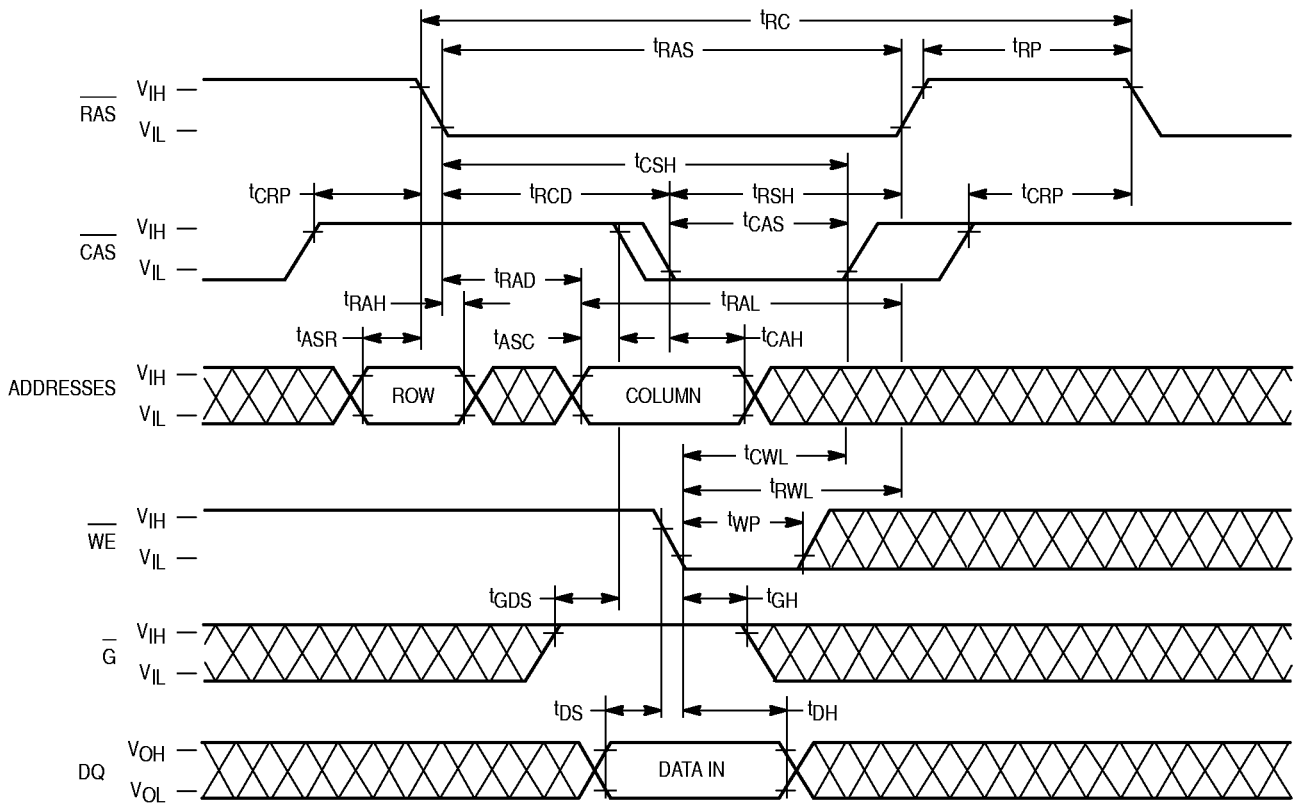 tRC
tRAS
tRP
RAS
VIH
VIL
tCSH
tCRP
tRCD
tRSH
tCRP
tCAS
CAS
VIH
VIL
tRAD
tRAH
tRAL
tASR
tASC
tCAH
ADDRESSES
VIH
VIL
ROW
COLUMN
tCWL
tRWL
WE
VIH
VIL
tWP
tGDS
tGH
G
VIH
VIL
tDS
tDH
DQ
VOH
VOL
DATA IN